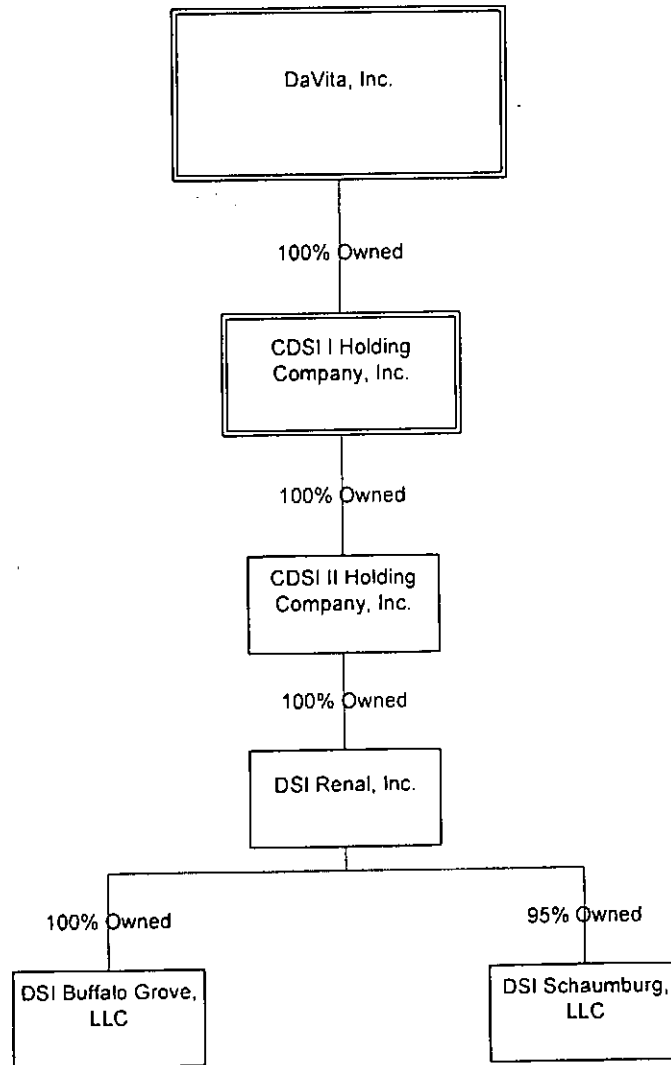 DaVita, Inc.
100% Owned
CDSI I Holding
Company, Inc.
100% Owned
CDSI II Holding
Company, Inc.
100% Owned
DSI Renal, Inc.
100% Owned
95% Owned
DSI Buffalo Grove,
LLC
DSI Schaumburg,
LLC